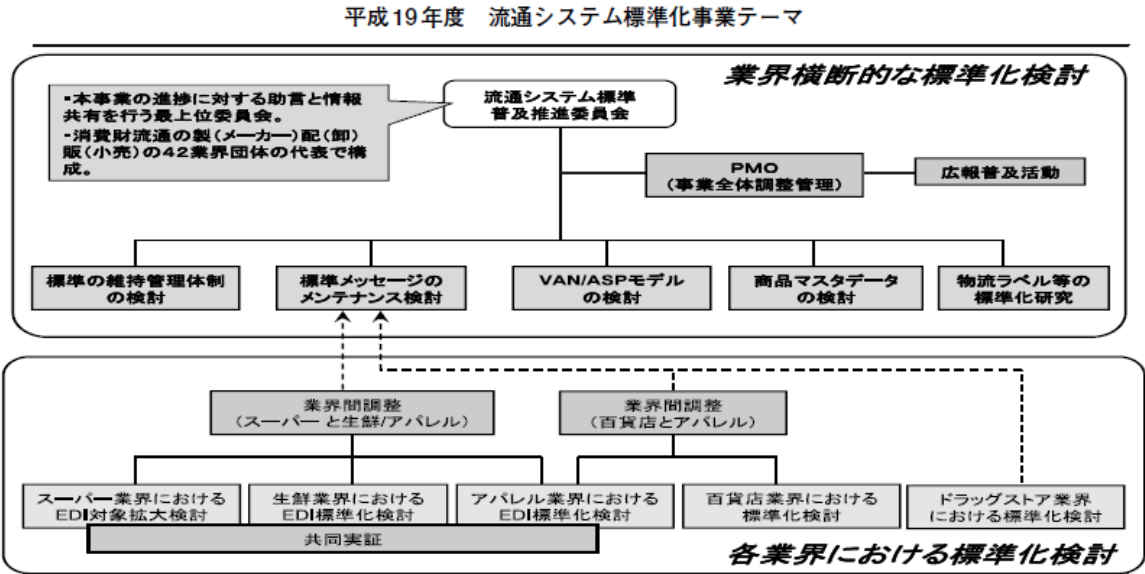 平成19年度　流通システム標準化事業テーマ
業界横断的な標準化検討
・本事業の進捗に対する助言と情報
共有を行う最上位委員会。
・消費財流通の製（メーカー）配（卸）
販（小売）の42業界団体の代表で構
成。
流通システム標準
普及推進委員会
PMO
（事業全体調整管理）
広報普及活動
標準の維持管理体制
の検討
標準メッセージの
メンテナンス検討
VAN/ASPモデル
の検討
商品マスタデータ
の検討
物流ラベル等の
標準化研究
業界間調整
（スーパーと生鮮/アパレル）
業界間調整
（百貨店とアパレル）
スーパー業界における
EDI対象拡大検討
生鮮業界における
EDI標準化検討
アパレル業界における
EDI標準化検討
百貨店業界における
標準化検討
ドラッグストア業界
における標準化検討
共同実証
各業界における標準化検討